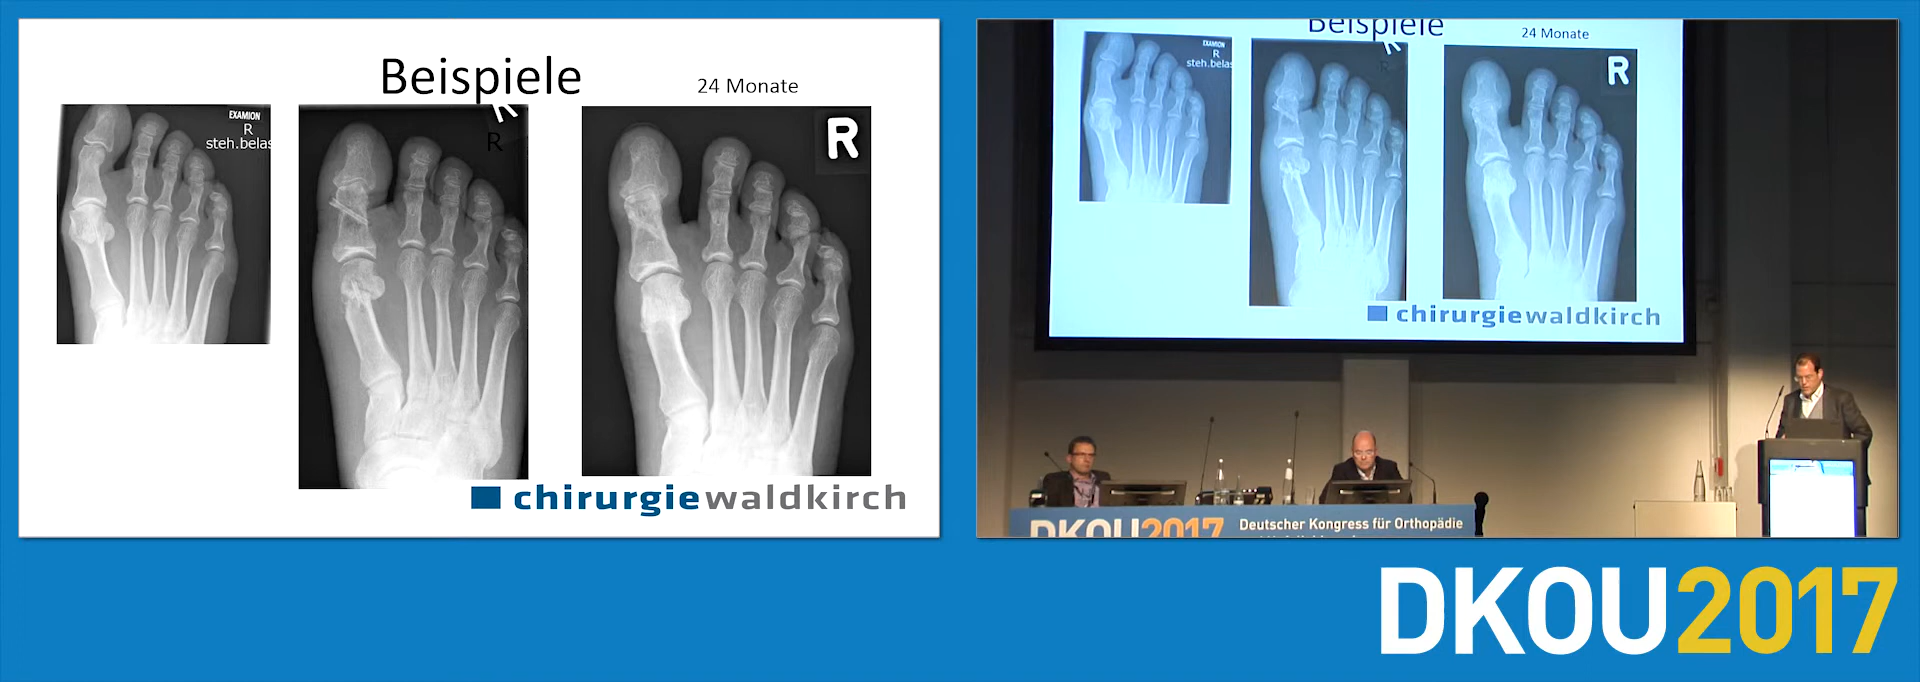 Beispiele
24 Monate
EXAMION
R
steh.belas
R
R
R
chirurgiewaldkirch
Beispiele
24 Monate
EXAMION
R
steh.belas
R
R
R
chirurgiewaldkirch
DKOU2017
Deutscher Kongress für Orthopädie
DKOU2017